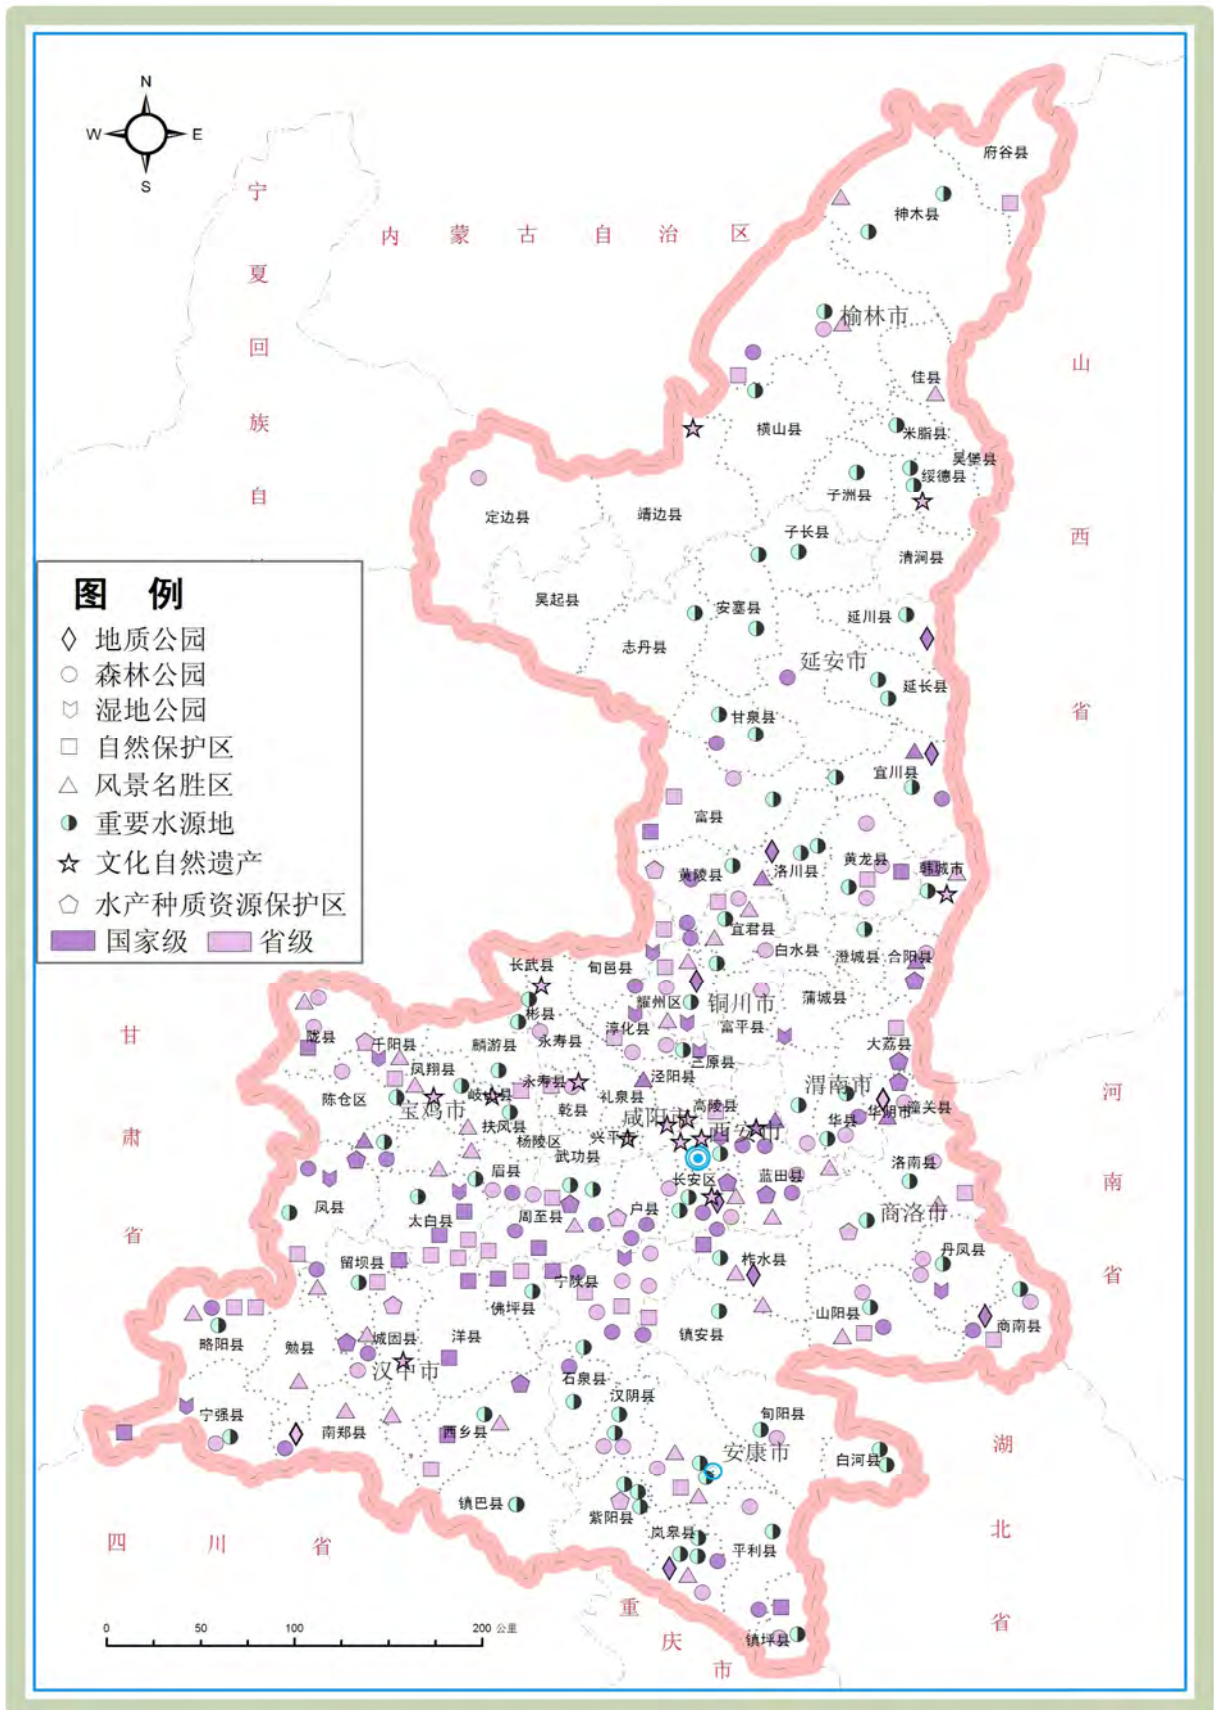 N
W
E
S
宁
夏
回
族
自
内蒙古自治区
山
西
省
甘
肃
省
河
南
省
湖
北
省
四川省
重
庆
市
图 例
地质公园
森林公园
湿地公园
自然保护区
风景名胜区
重要水源地
文化自然遗产
水产种质资源保护区
国家级
省级
府谷县
神木县
榆林市
佳县
横山县
米脂县
吴堡县
绥德县
子洲县
定边县
靖边县
子长县
清涧县
吴起县
安塞县
延川县
志丹县
延安市
延长县
甘泉县
宜川县
富县
黄陵县
洛川县
黄龙县
韩城市
宜君县
白水县
澄城县
合阳县
长武县
旬邑县
彬县
耀州区
铜川市
蒲城县
陇县
千阳县
麟游县
永寿县
淳化县
富平县
大荔县
凤翔县
岐山县
永寿县
三原县
泾阳县
渭南市
陈仓区
宝鸡市
乾县
礼泉县
高陵县
华县
华阴市
潼关县
扶风县
杨陵区
兴平市
咸阳市
西安市
武功县
眉县
长安区
蓝田县
洛南县
凤县
太白县
周至县
户县
商洛市
丹凤县
留坝县
佛坪县
宁陕县
柞水县
略阳县
勉县
城固县
洋县
汉中市
镇安县
山阳县
商南县
石泉县
汉阴县
旬阳县
宁强县
南郑县
西乡县
安康市
白河县
镇巴县
紫阳县
岚皋县
平利县
镇坪县
0 50 100 200 公里